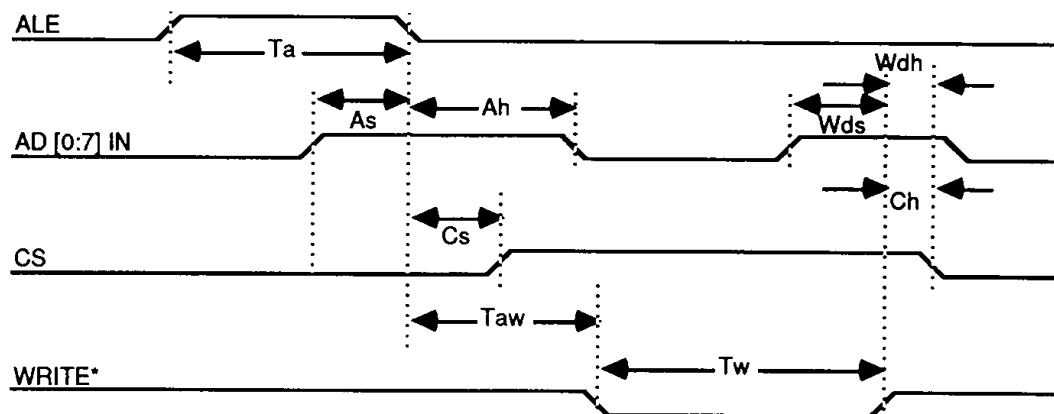 ALE
Ta
Wdh
As
Ah
Wds
AD [0:7] IN
Ch
Cs
CS
Taw
Tw
WRITE*